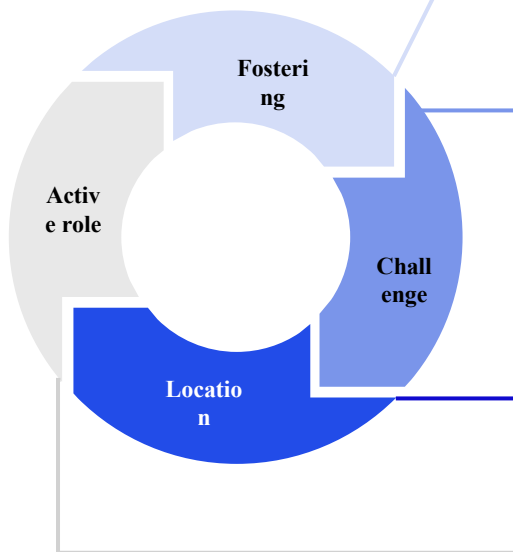 Fosteri
ng
Activ
e role
Chall
enge
Locatio
n